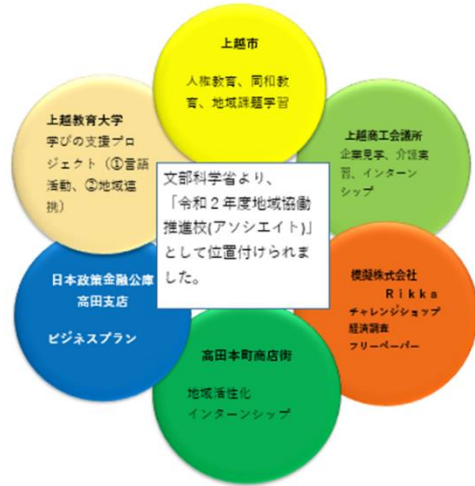 上越市
人権教育、同和教
育、地域課題学習
上越教育大学
学びの支援プロ
ジェクト（①言語
活動、②地域連
携）
上越商工会議所
企業見学、介護実
習、インターン
シップ
文部科学省より、
「令和２年度地域協働
推進校(アソシエイト)」
として位置付けられま
した。
日本政策金融公庫
高田支店
ビジネスプラン
模擬株式会社
Ｒｉｋｋａ
チャレンジショップ
経済調査
フリーペーパー
高田本町商店街
地域活性化
インターンシップ